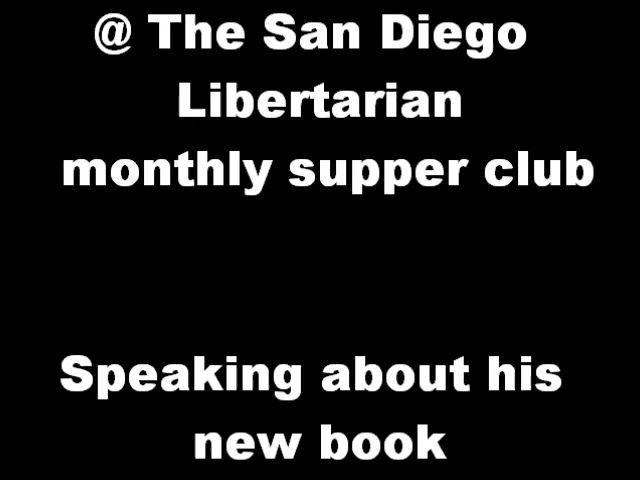 @ The San Diego
Libertarian
monthly supper club
Speaking about his
new book